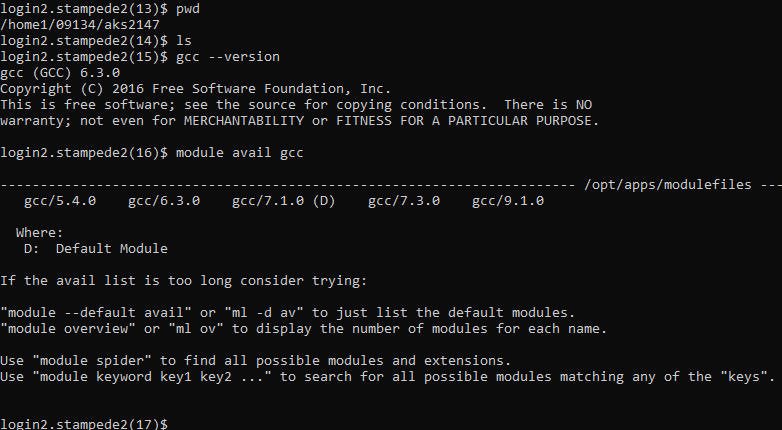 login2.stampede2(13)$ pwd
/home1/09134/aks2147
login2.stampede2(14)$ ls
login2.stampede2(15)$ gcc --version
gcc (GCC) 6.3.0
Copyright (C) 2016 Free Software Foundation, Inc.
This is free software; see the source for copying conditions.  There is NO
warranty; not even for MERCHANTABILITY or FITNESS FOR A PARTICULAR PURPOSE.
login2.stampede2(16)$ module avail gcc
------------------------------------------------------------------------ /opt/apps/modulefiles ---
   gcc/5.4.0    gcc/6.3.0    gcc/7.1.0 (D)    gcc/7.3.0    gcc/9.1.0
  Where:
   D:  Default Module
If the avail list is too long consider trying:
"module --default avail" or "ml -d av" to just list the default modules.
"module overview" or "ml ov" to display the number of modules for each name.
Use "module spider" to find all possible modules and extensions.
Use "module keyword key1 key2 ..." to search for all possible modules matching any of the "keys".
login2.stampede2(17)$